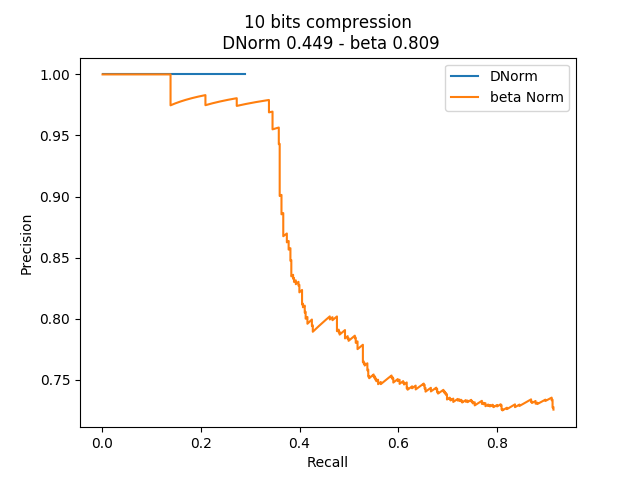 10 bits compression
DNorm 0.449 - beta 0.809
DNorm
beta Norm
1.00
0.95
0.90
0.85
0.80
0.75
Precision
0.0
0.2
0.4
0.6
0.8
Recall